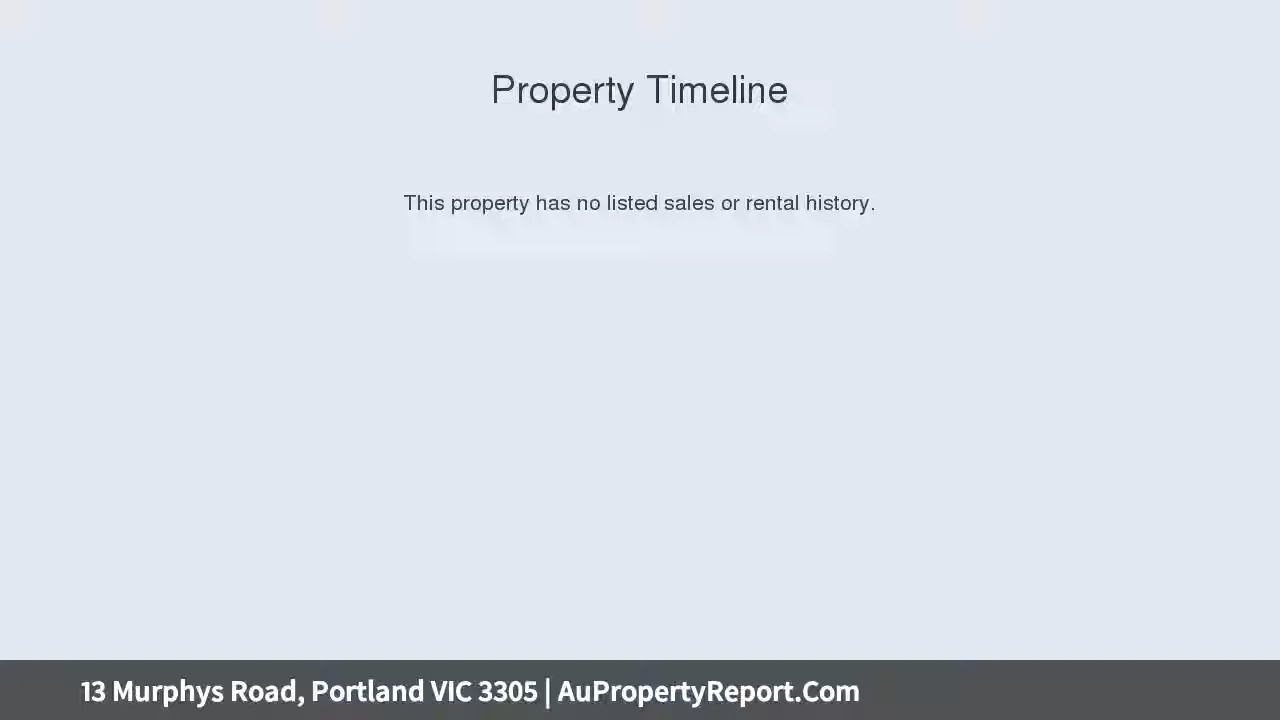 Property Timeline
This property has no listed sales or rental history.
13 Murphys Road, Portland VIC 3305 | AuPropertyReport.Com